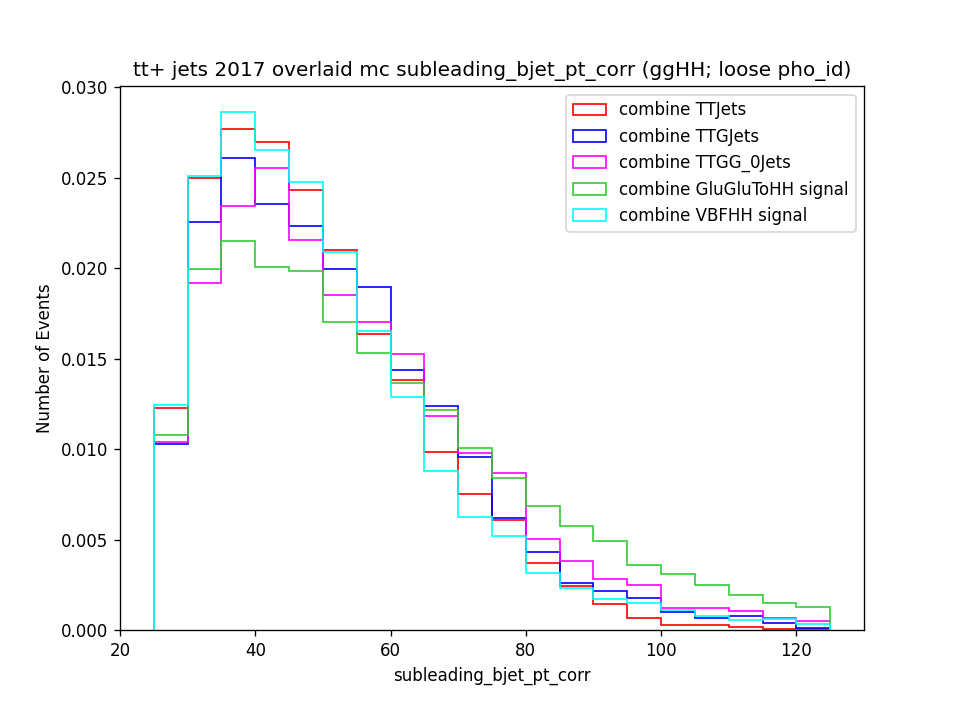 tt+ jets 2017 overlaid mc subleading_bjet_pt_corr (ggHH; loose pho_id)
combine TTJets
combine TTGJets
combine TTGG_0Jets
combine GluGluToHH signal
combine VBFHH signal
Number of Events
0.030
0.025
0.020
0.015
0.010
0.005
0.000
20 40 60 80 100 120
subleading_bjet_pt_corr